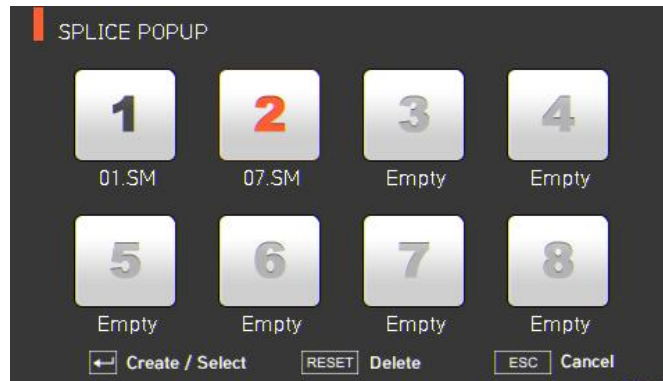 SPLICE POPUP
1 2 3 4
01.SM 07.SM Empty Empty
5 6 7 8
Empty Empty Empty Empty
Create / Select RESET Delete ESC Cancel